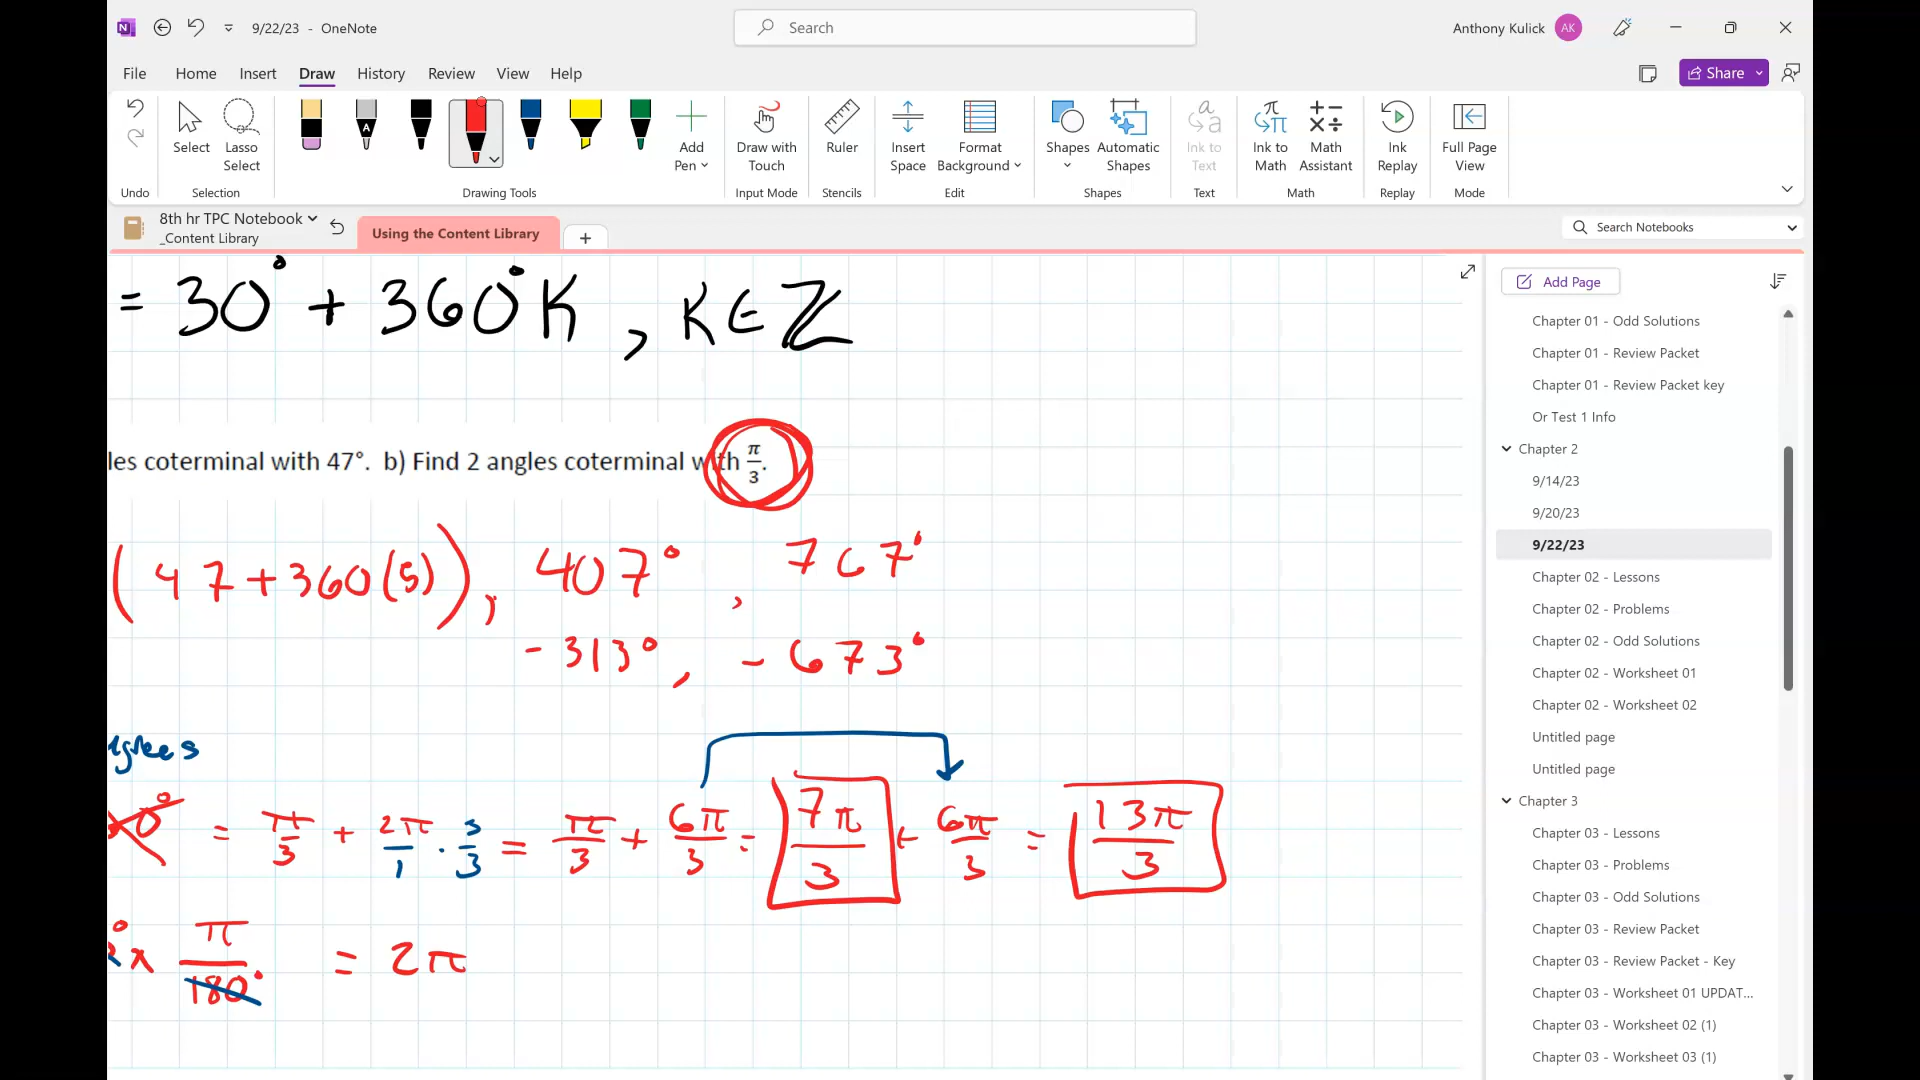 9/22/23 - OneNote
Search
Anthony Kulick AK
File Home Insert Draw History Review View Help
Share
Undo
Select
Lasso Select
Selection
A
Drawing Tools
Add Pen
Draw with Touch
Input Mode
Ruler
Stencils
Insert Space
Format Background
Edit
Shapes
Automatic Shapes
Shapes
Ink to Text
Text
Ink to Math
Math Assistant
Math
Ink Replay
Replay
Full Page View
Mode
8th hr TPC Notebook
_Content Library
Using the Content Library
+
Search Notebooks
= 30° + 360°K , K ∈ ℤ
les coterminal with 47°. b) Find 2 angles coterminal with π/3.
(47+360(5)), 407°, 767°
-313°, -673°
grees
= π/3 + 2π/1 · 3/3 = π/3 + 6π/3 = 7π/3 + 6π/3 = 13π/3
x π/180° = 2π
Add Page
Chapter 01 - Odd Solutions
Chapter 01 - Review Packet
Chapter 01 - Review Packet key
Or Test 1 Info
Chapter 2
9/14/23
9/20/23
9/22/23
Chapter 02 - Lessons
Chapter 02 - Problems
Chapter 02 - Odd Solutions
Chapter 02 - Worksheet 01
Chapter 02 - Worksheet 02
Untitled page
Untitled page
Chapter 3
Chapter 03 - Lessons
Chapter 03 - Problems
Chapter 03 - Odd Solutions
Chapter 03 - Review Packet
Chapter 03 - Review Packet - Key
Chapter 03 - Worksheet 01 UPDAT...
Chapter 03 - Worksheet 02 (1)
Chapter 03 - Worksheet 03 (1)